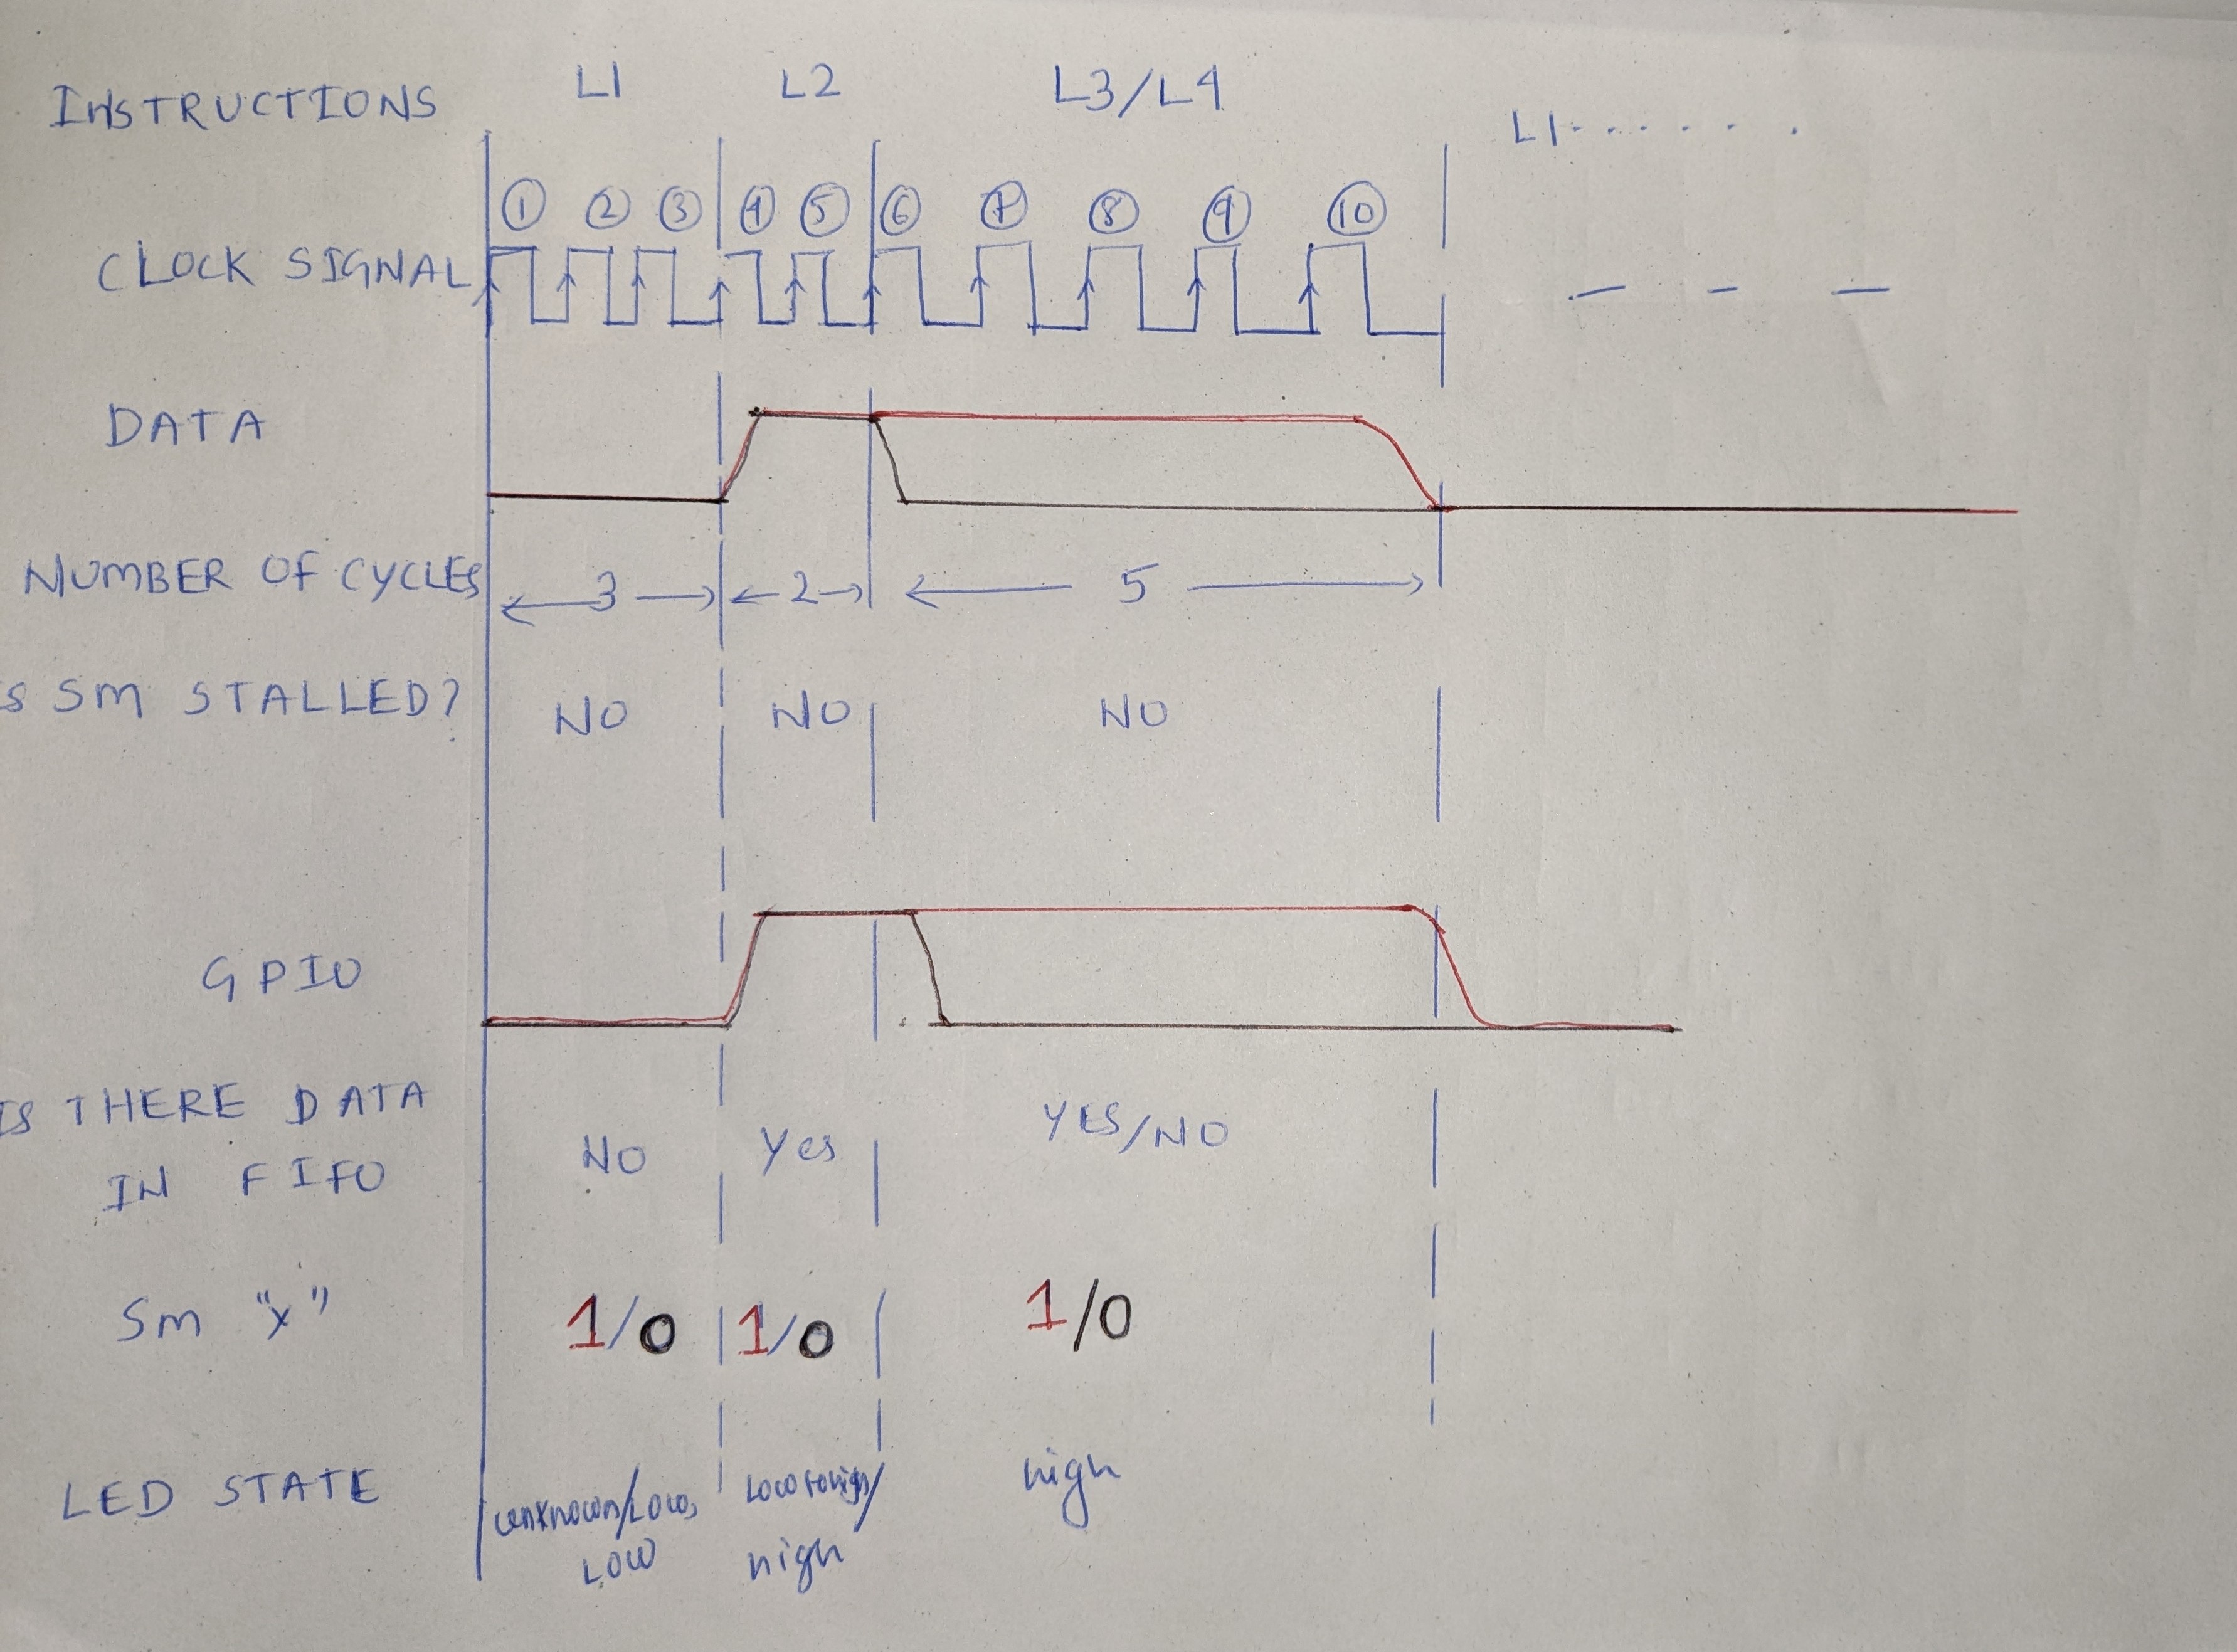 INSTRUCTIONS L1 L2 L3/L4 L1 . . . . . .
1 2 3 4 5 6 7 8 9 10
CLOCK SIGNAL — — —
DATA
NUMBER OF CYCLES 3 2 5
S SM STALLED? NO NO NO
GPIO
IS THERE DATA
IN FIFO NO Yes YES/NO
Sm "x" 1/0 1/0 1/0
LED STATE unknown/Low, Low to high/ high
LOW high